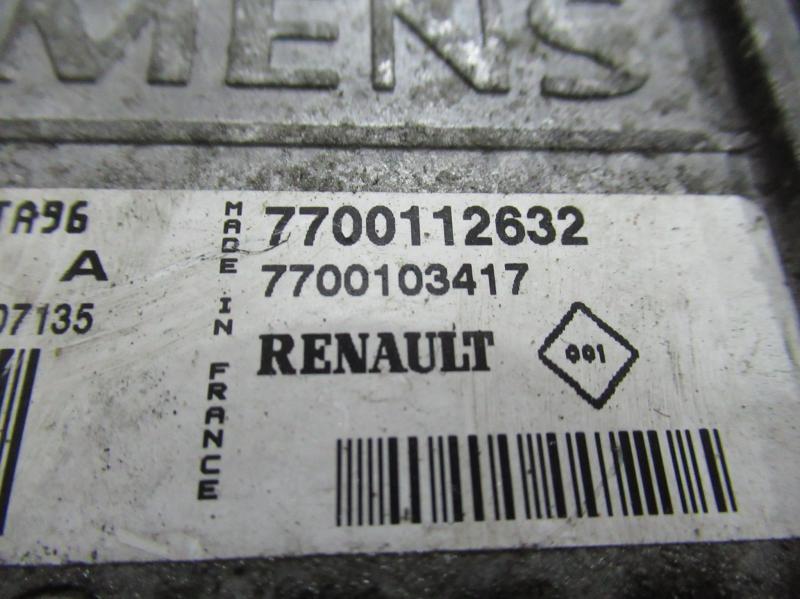 MENS
TA96
A
07135
MADE IN FRANCE
7700112632
7700103417
RENAULT
001